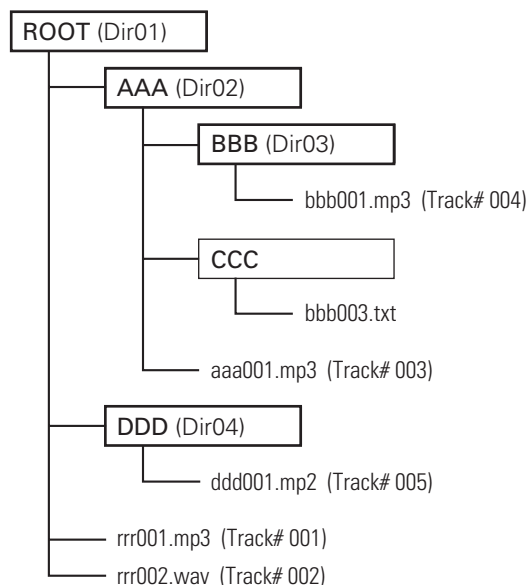 ROOT (Dir01)
AAA (Dir02)
BBB (Dir03)
bbb001.mp3 (Track# 004)
CCC
bbb003.txt
aaa001.mp3 (Track# 003)
DDD (Dir04)
ddd001.mp2 (Track# 005)
rrr001.mp3 (Track# 001)
rrr002.wav (Track# 002)